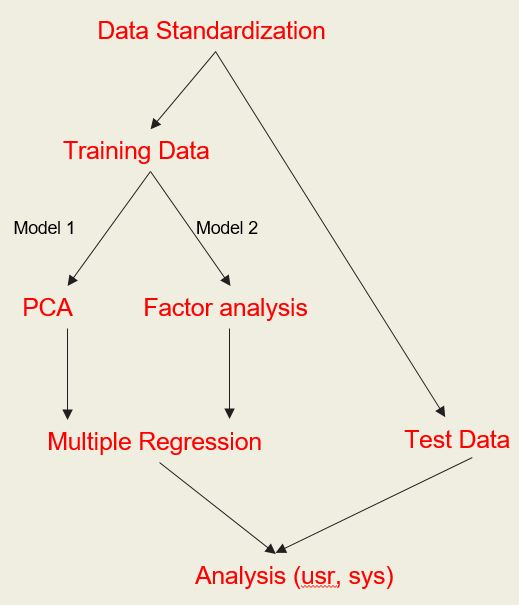 Data Standardization
Training Data
Model 1
Model 2
PCA
Factor analysis
Multiple Regression
Test Data
Analysis (usr, sys)